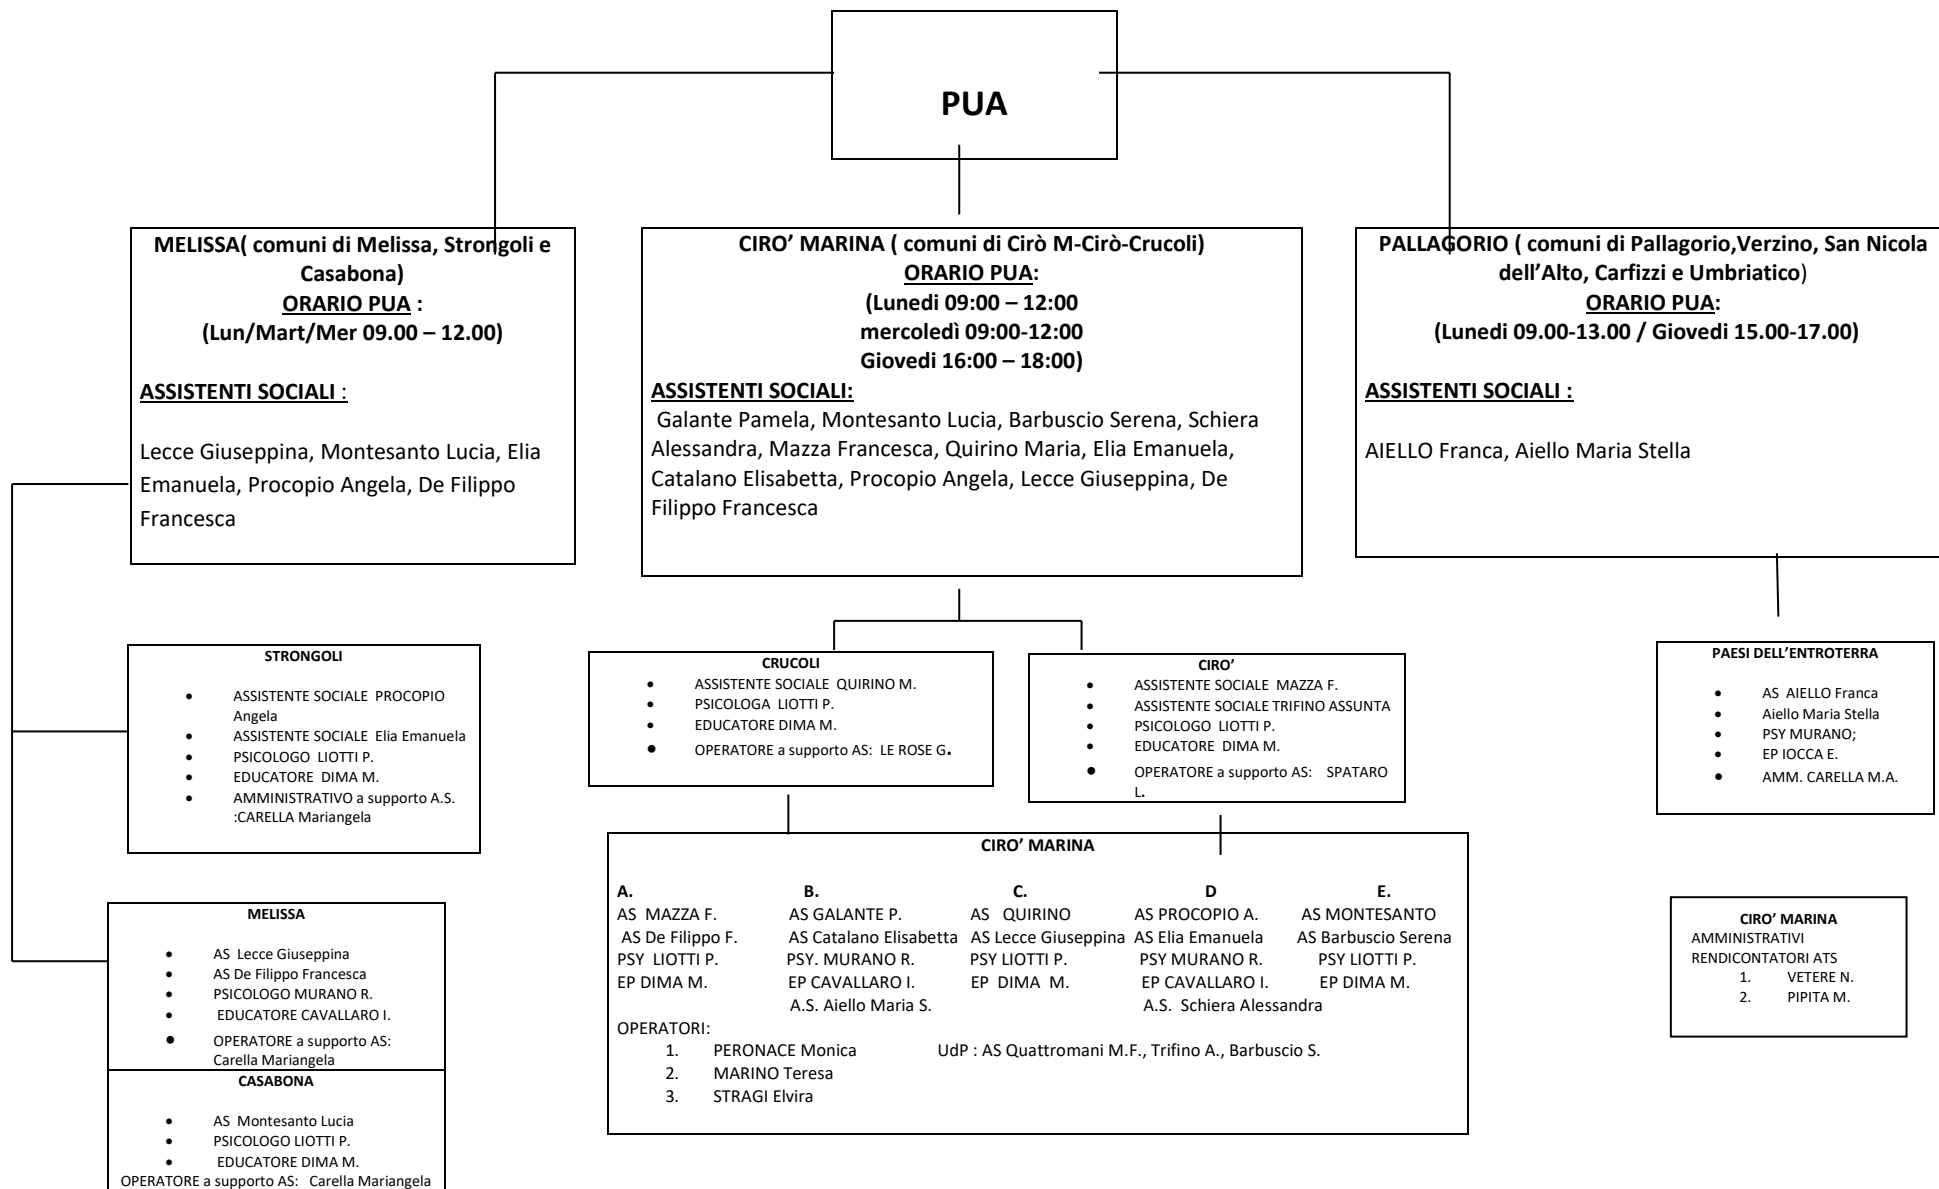 PUA
MELISSA( comuni di Melissa, Strongoli e
Casabona)
ORARIO PUA :
(Lun/Mart/Mer 09.00 – 12.00)
ASSISTENTI SOCIALI :
Lecce Giuseppina, Montesanto Lucia, Elia
Emanuela, Procopio Angela, De Filippo
Francesca
CIRO’ MARINA ( comuni di Cirò M-Cirò-Crucoli)
ORARIO PUA:
(Lunedi 09:00 – 12:00
mercoledì 09:00-12:00
Giovedi 16:00 – 18:00)
ASSISTENTI SOCIALI:
Galante Pamela, Montesanto Lucia, Barbuscio Serena, Schiera
Alessandra, Mazza Francesca, Quirino Maria, Elia Emanuela,
Catalano Elisabetta, Procopio Angela, Lecce Giuseppina, De
Filippo Francesca
PALLAGORIO ( comuni di Pallagorio,Verzino, San Nicola
dell’Alto, Carfizzi e Umbriatico)
ORARIO PUA:
(Lunedi 09.00-13.00 / Giovedi 15.00-17.00)
ASSISTENTI SOCIALI :
AIELLO Franca, Aiello Maria Stella
STRONGOLI
• ASSISTENTE SOCIALE PROCOPIO
Angela
• ASSISTENTE SOCIALE Elia Emanuela
• PSICOLOGO LIOTTI P.
• EDUCATORE DIMA M.
• AMMINISTRATIVO a supporto A.S.
:CARELLA Mariangela
CRUCOLI
• ASSISTENTE SOCIALE QUIRINO M.
• PSICOLOGA LIOTTI P.
• EDUCATORE DIMA M.
• OPERATORE a supporto AS: LE ROSE G.
CIRO’
• ASSISTENTE SOCIALE MAZZA F.
• ASSISTENTE SOCIALE TRIFINO ASSUNTA
• PSICOLOGO LIOTTI P.
• EDUCATORE DIMA M.
• OPERATORE a supporto AS: SPATARO
L.
PAESI DELL’ENTROTERRA
• AS AIELLO Franca
• Aiello Maria Stella
• PSY MURANO;
• EP IOCCA E.
• AMM. CARELLA M.A.
MELISSA
• AS Lecce Giuseppina
• AS De Filippo Francesca
• PSICOLOGO MURANO R.
• EDUCATORE CAVALLARO I.
• OPERATORE a supporto AS:
Carella Mariangela
CASABONA
• AS Montesanto Lucia
• PSICOLOGO LIOTTI P.
• EDUCATORE DIMA M.
OPERATORE a supporto AS: Carella Mariangela
CIRO’ MARINA
A. B. C. D E.
AS MAZZA F. AS GALANTE P. AS QUIRINO AS PROCOPIO A. AS MONTESANTO
AS De Filippo F. AS Catalano Elisabetta AS Lecce Giuseppina AS Elia Emanuela AS Barbuscio Serena
PSY LIOTTI P. PSY. MURANO R. PSY LIOTTI P. PSY MURANO R. PSY LIOTTI P.
EP DIMA M. EP CAVALLARO I. EP DIMA M. EP CAVALLARO I. EP DIMA M.
A.S. Aiello Maria S. A.S. Schiera Alessandra
OPERATORI:
1. PERONACE Monica UdP : AS Quattromani M.F., Trifino A., Barbuscio S.
2. MARINO Teresa
3. STRAGI Elvira
CIRO’ MARINA
AMMINISTRATIVI
RENDICONTATORI ATS
1. VETERE N.
2. PIPITA M.